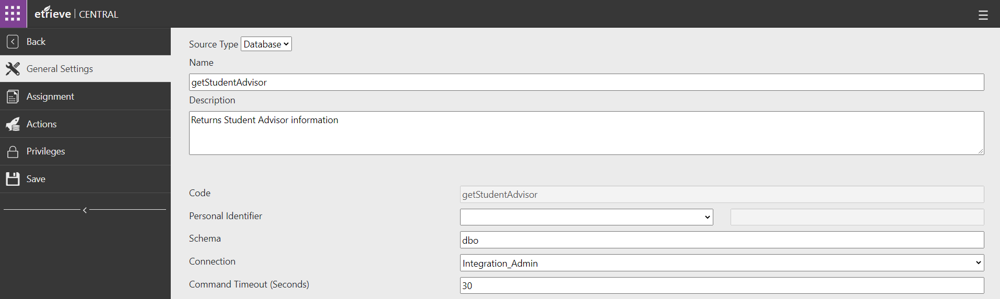 etrieve | CENTRAL
Back
General Settings
Assignment
Actions
Privileges
Save
Source Type Database
Name
getStudentAdvisor
Description
Returns Student Advisor information
Code getStudentAdvisor
Personal Identifier
Schema dbo
Connection Integration_Admin
Command Timeout (Seconds) 30